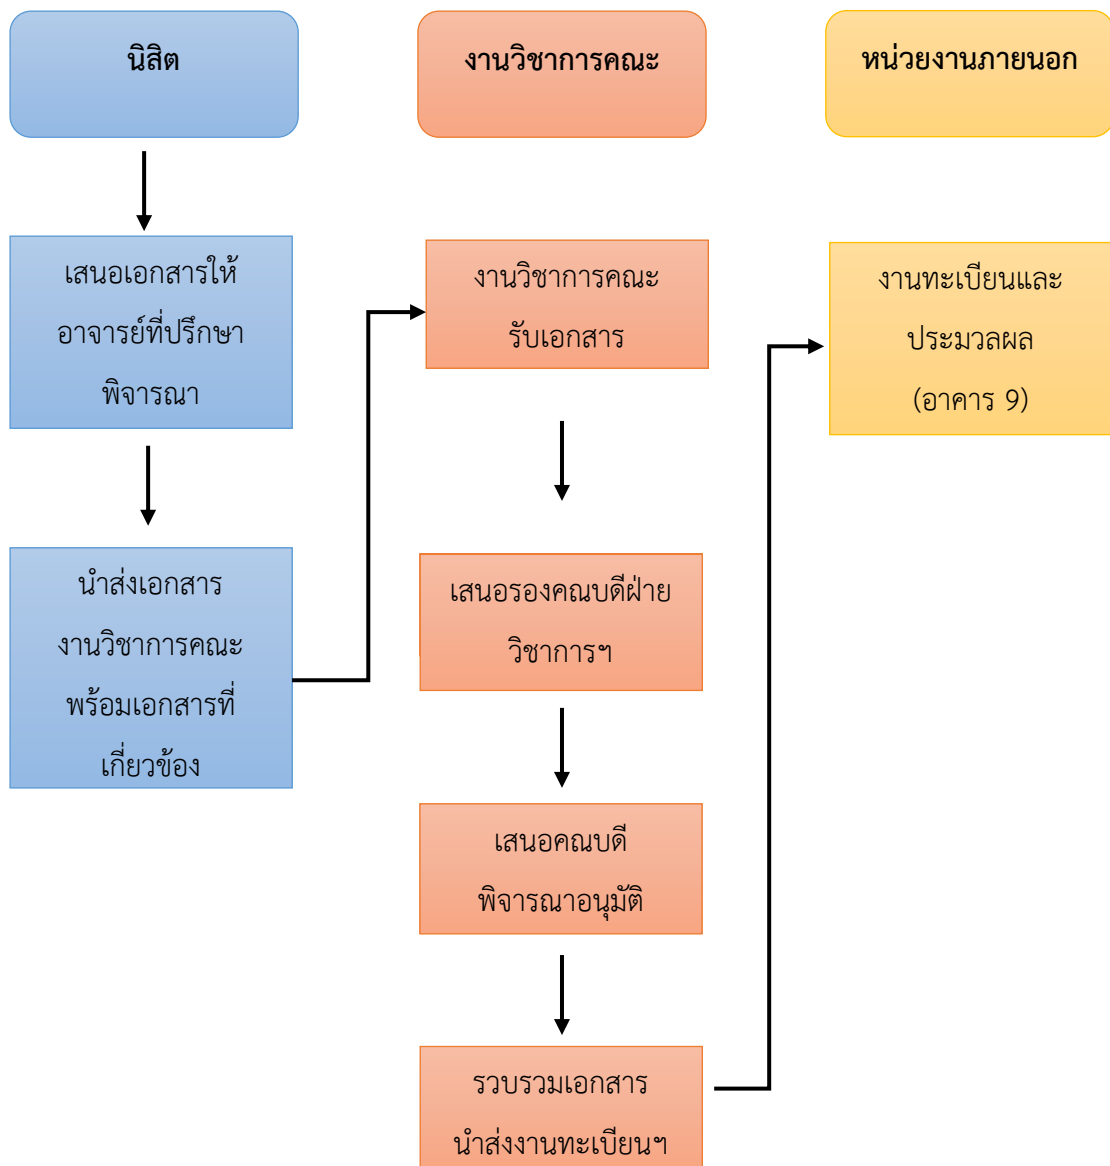 นิสิต
งานวิชาการคณะ
หน่วยงานภายนอก
เสนอเอกสารให้
อาจารย์ที่ปรึกษา
พิจารณา
นำส่งเอกสาร
งานวิชาการคณะ
พร้อมเอกสารที่
เกี่ยวข้อง
งานวิชาการคณะ
รับเอกสาร
เสนอรองคณบดีฝ่าย
วิชาการฯ
เสนอคณบดี
พิจารณาอนุมัติ
รวบรวมเอกสาร
นำส่งงานทะเบียนฯ
งานทะเบียนและ
ประมวลผล
(อาคาร 9)